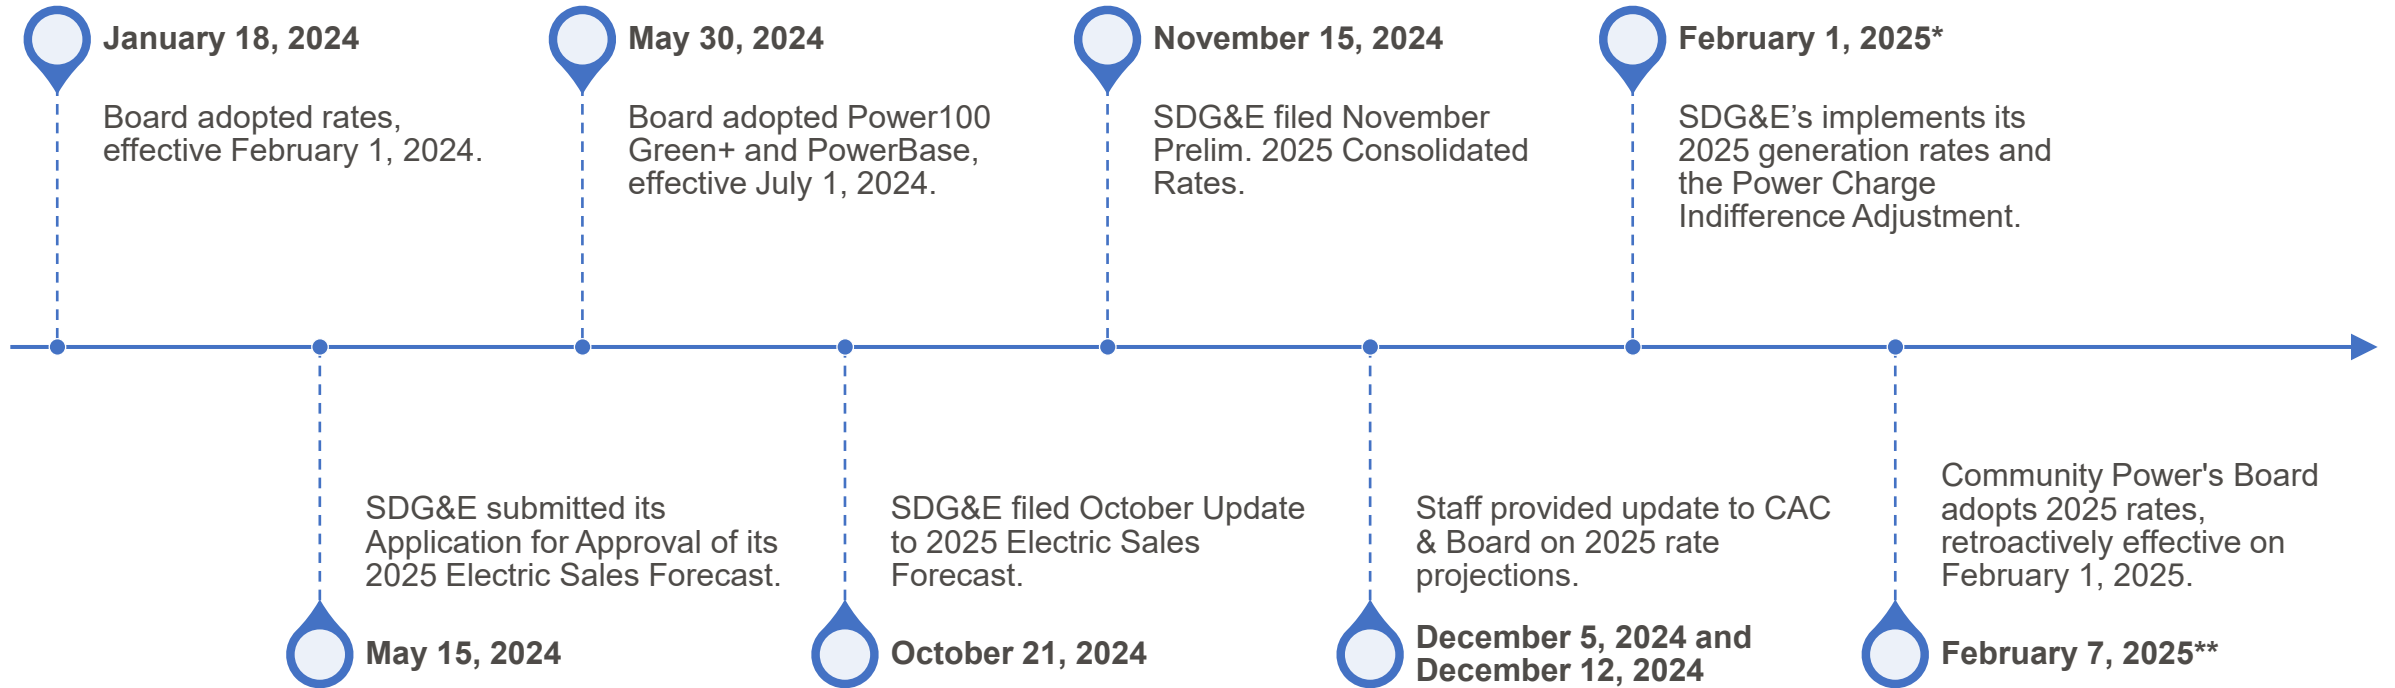 January 18, 2024
Board adopted rates,
effective February 1, 2024.
May 30, 2024
Board adopted Power100
Green+ and PowerBase,
effective July 1, 2024.
November 15, 2024
SDG&E filed November
Prelim. 2025 Consolidated
Rates.
February 1, 2025*
SDG&E’s implements its
2025 generation rates and
the Power Charge
Indifference Adjustment.
SDG&E submitted its
Application for Approval of its
2025 Electric Sales Forecast.
May 15, 2024
SDG&E filed October Update
to 2025 Electric Sales
Forecast.
October 21, 2024
Staff provided update to CAC
& Board on 2025 rate
projections.
December 5, 2024 and
December 12, 2024
Community Power's Board
adopts 2025 rates,
retroactively effective on
February 1, 2025.
February 7, 2025**